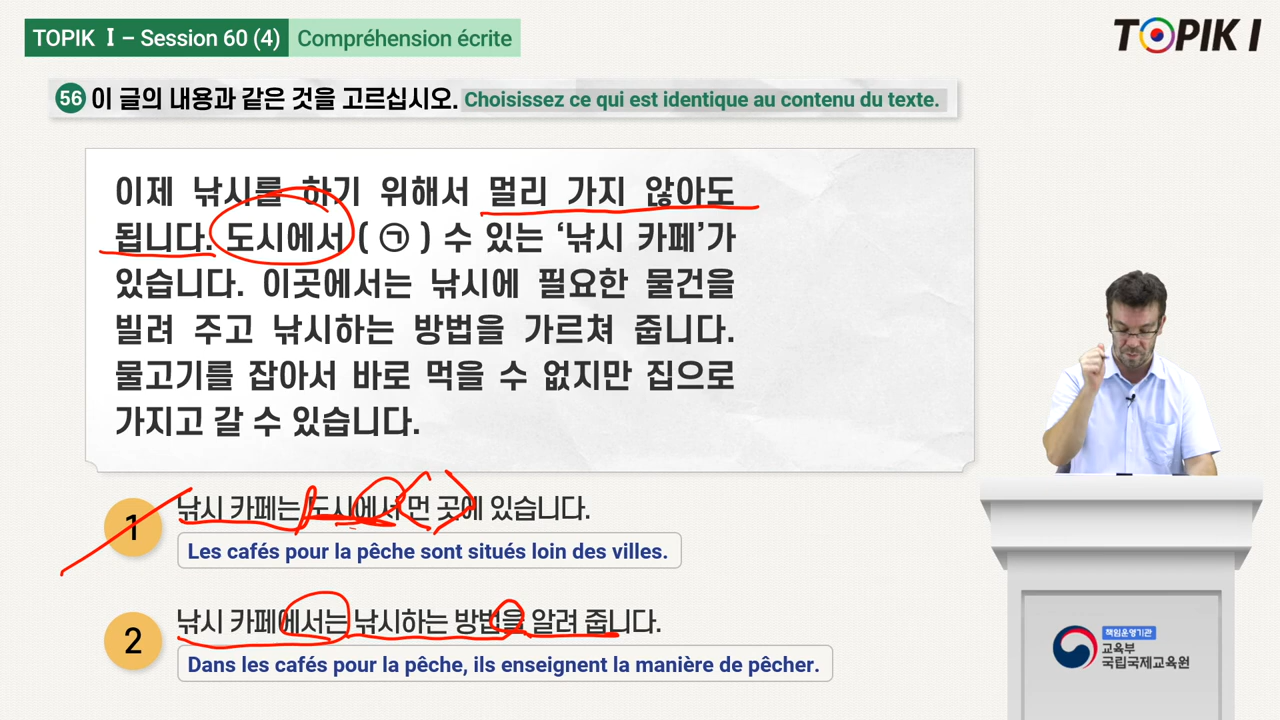 TOPIK Ⅰ – Session 60 (4) Compréhension écrite
TOPIK I
56 이 글의 내용과 같은 것을 고르십시오. Choisissez ce qui est identique au contenu du texte.
이제 낚시를 하기 위해서 멀리 가지 않아도
됩니다. 도시에서 ( ㉠ ) 수 있는 ‘낚시 카페’가
있습니다. 이곳에서는 낚시에 필요한 물건을
빌려 주고 낚시하는 방법을 가르쳐 줍니다.
물고기를 잡아서 바로 먹을 수 없지만 집으로
가지고 갈 수 있습니다.
1 낚시 카페는 도시에서 먼 곳에 있습니다.
Les cafés pour la pêche sont situés loin des villes.
2 낚시 카페에서는 낚시하는 방법을 알려 줍니다.
Dans les cafés pour la pêche, ils enseignent la manière de pêcher.
책임운영기관
교육부
국립국제교육원